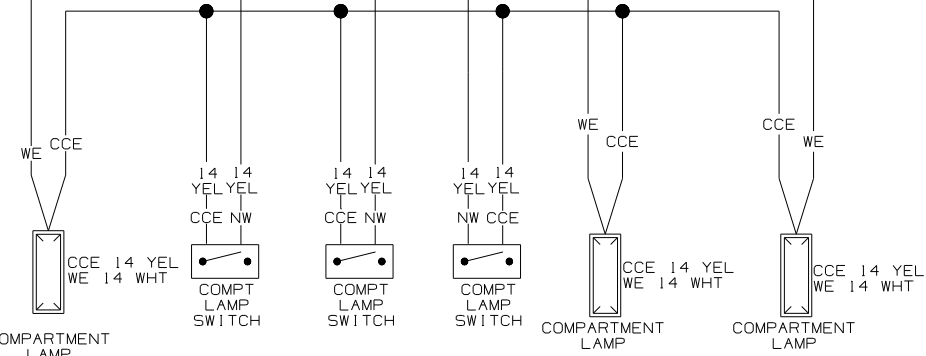 WE CCE
14 14
YEL YEL
CCE NW
14 14
YEL YEL
CCE NW
14 14
YEL YEL
NW CCE
WE
CCE
CCE
WE
CCE 14 YEL
WE 14 WHT
COMPT
LAMP
SWITCH
COMPT
LAMP
SWITCH
COMPT
LAMP
SWITCH
CCE 14 YEL
WE 14 WHT
CCE 14 YEL
WE 14 WHT
OMPARTMENT
LAMP
COMPARTMENT
LAMP
COMPARTMENT
LAMP